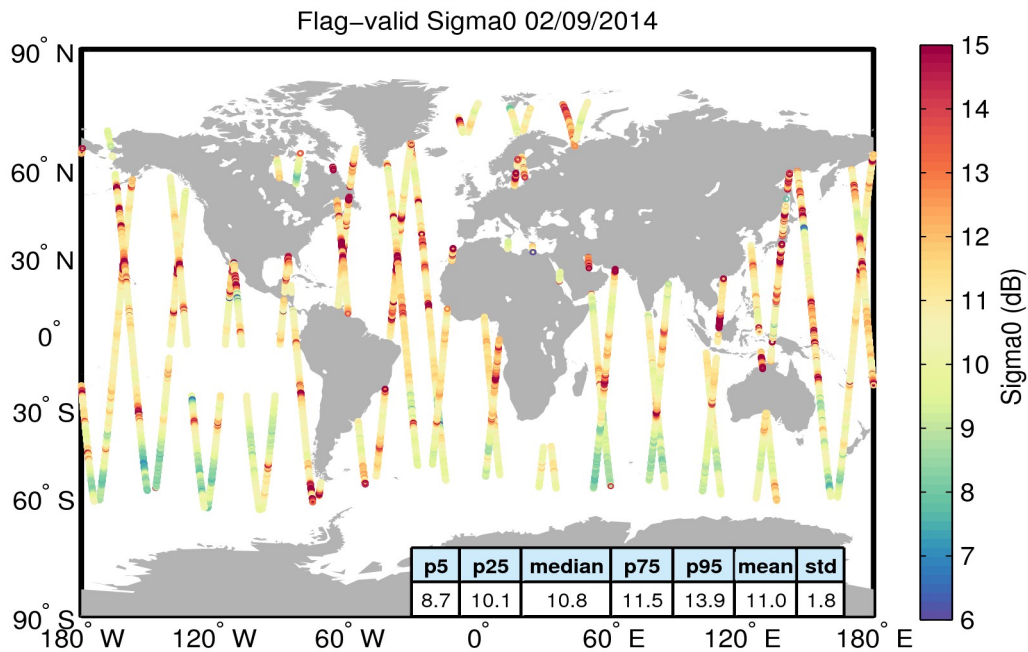 Flag−valid Sigma0 02/09/2014
90° N
60° N
30° N
0°
30° S
60° S
90° S
180° W 120° W 60° W 0° 60° E 120° E 180° E
p5 p25 median p75 p95 mean std
8.7 10.1 10.8 11.5 13.9 11.0 1.8
15
14
13
12
11
10
9
8
7
6
Sigma0 (dB)